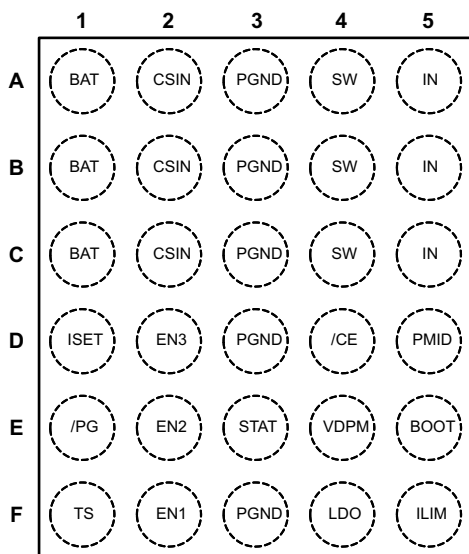 1 2 3 4 5
A BAT CSIN PGND SW IN
B BAT CSIN PGND SW IN
C BAT CSIN PGND SW IN
D ISET EN3 PGND /CE PMID
E /PG EN2 STAT VDPM BOOT
F TS EN1 PGND LDO ILIM